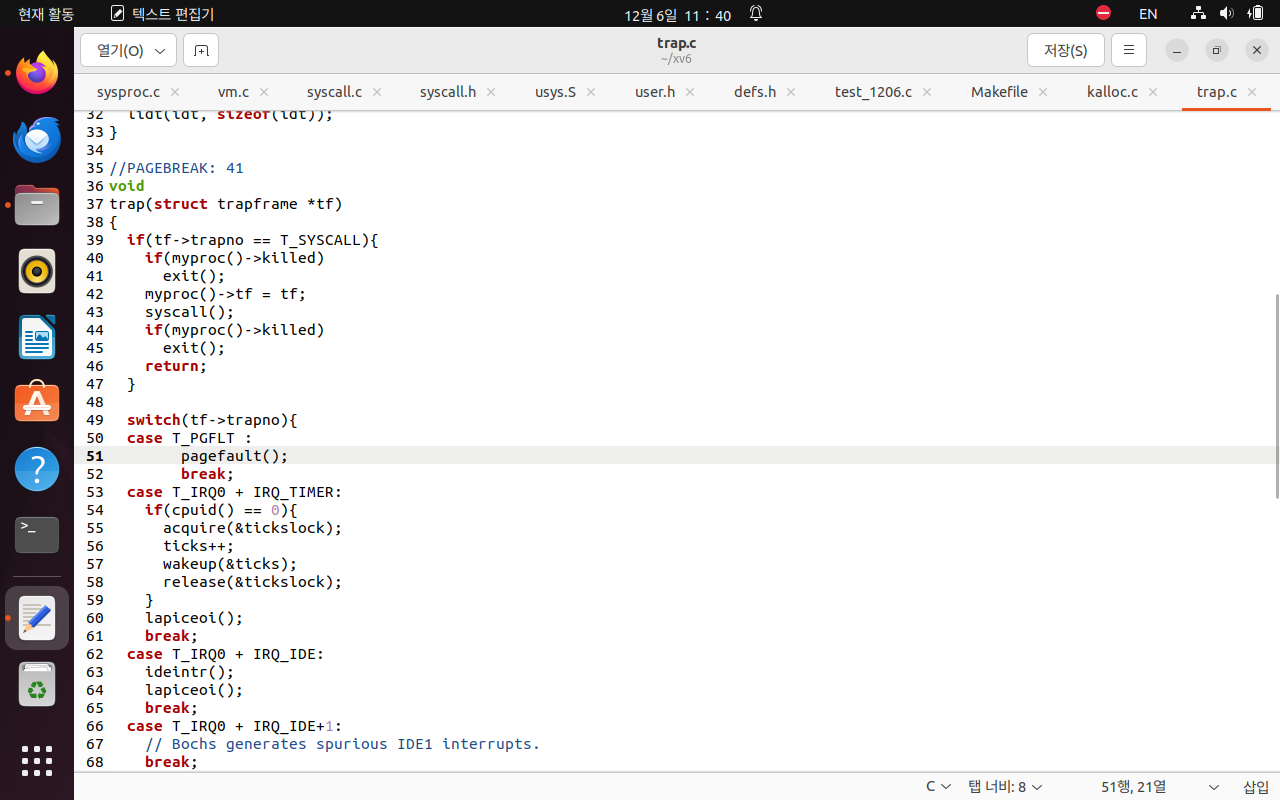 현재 활동 텍스트 편집기 12월 6일 11 : 40 EN
열기(O) trap.c 저장(S)
~/xv6
sysproc.c vm.c syscall.c syscall.h usys.S user.h defs.h test_1206.c Makefile kalloc.c trap.c
32 lidt(idt, sizeof(idt));
33 }
34
35 //PAGEBREAK: 41
36 void
37 trap(struct trapframe *tf)
38 {
39 if(tf->trapno == T_SYSCALL){
40 if(myproc()->killed)
41 exit();
42 myproc()->tf = tf;
43 syscall();
44 if(myproc()->killed)
45 exit();
46 return;
47 }
48
49 switch(tf->trapno){
50 case T_PGFLT :
51 pagefault();
52 break;
53 case T_IRQ0 + IRQ_TIMER:
54 if(cpuid() == 0){
55 acquire(&tickslock);
56 ticks++;
57 wakeup(&ticks);
58 release(&tickslock);
59 }
60 lapiceoi();
61 break;
62 case T_IRQ0 + IRQ_IDE:
63 ideintr();
64 lapiceoi();
65 break;
66 case T_IRQ0 + IRQ_IDE+1:
67 // Bochs generates spurious IDE1 interrupts.
68 break;
C 탭 너비: 8 51행, 21열 삽입